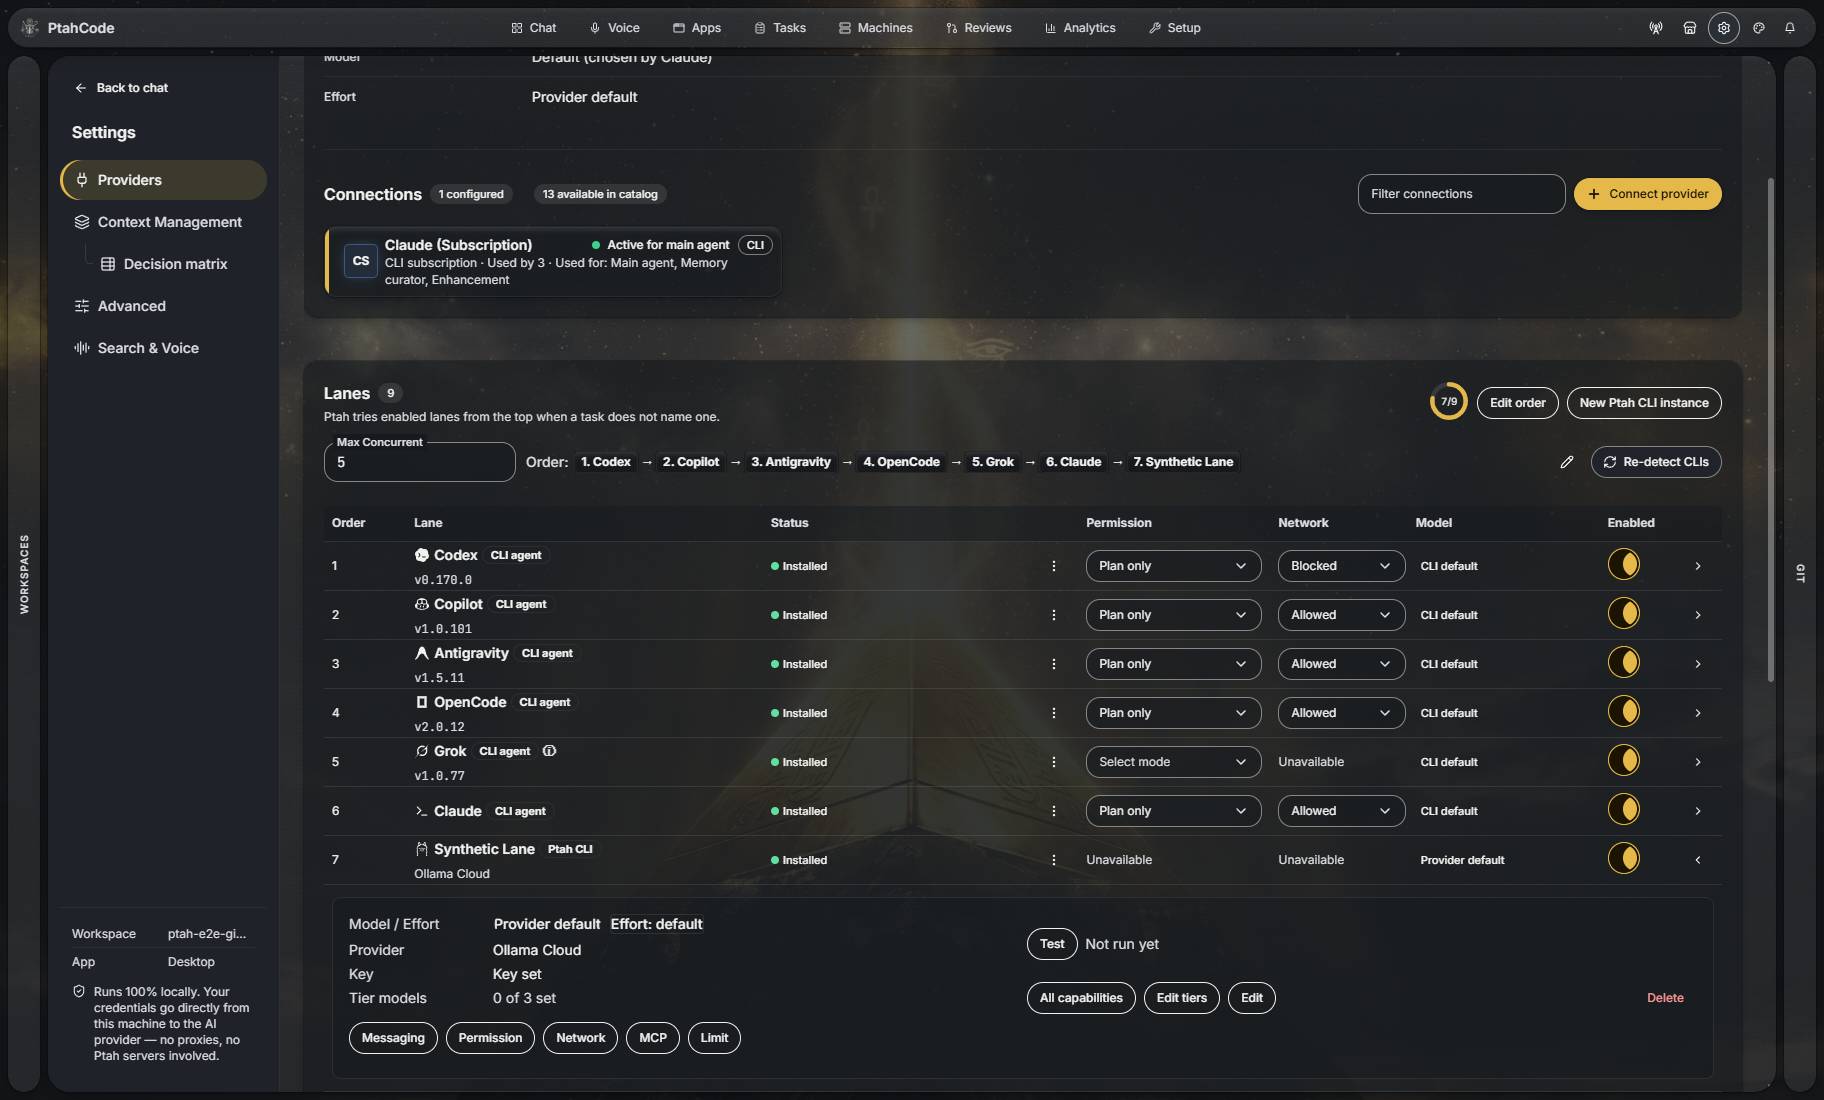 PtahCode
Chat
Voice
Apps
Tasks
Machines
Reviews
Analytics
Setup
WORKSPACES
Back to chat
Settings
Providers
Context Management
Decision matrix
Advanced
Search & Voice
Workspace ptah-e2e-gi...
App Desktop
Runs 100% locally. Your
credentials go directly from
this machine to the AI
provider — no proxies, no
Ptah servers involved.
Model Default (chosen by Claude)
Effort Provider default
Connections 1 configured 13 available in catalog
Filter connections
Connect provider
CS
Claude (Subscription) Active for main agent CLI
CLI subscription · Used by 3 · Used for: Main agent, Memory
curator, Enhancement
Lanes 9
Ptah tries enabled lanes from the top when a task does not name one.
7/9
Edit order
New Ptah CLI instance
Max Concurrent
5
Order: 1. Codex → 2. Copilot → 3. Antigravity → 4. OpenCode → 5. Grok → 6. Claude → 7. Synthetic Lane
Re-detect CLIs
Order Lane Status Permission Network Model Enabled
1 Codex CLI agent Installed Plan only Blocked CLI default
v0.170.0
2 Copilot CLI agent Installed Plan only Allowed CLI default
v1.0.101
3 Antigravity CLI agent Installed Plan only Allowed CLI default
v1.5.11
4 OpenCode CLI agent Installed Plan only Allowed CLI default
v2.0.12
5 Grok CLI agent Installed Select mode Unavailable CLI default
v1.0.77
6 Claude CLI agent Installed Plan only Allowed CLI default
7 Synthetic Lane Ptah CLI Installed Unavailable Unavailable Provider default
Ollama Cloud
Model / Effort Provider default Effort: default
Provider Ollama Cloud
Key Key set
Tier models 0 of 3 set
Messaging Permission Network MCP Limit
Test Not run yet
All capabilities Edit tiers Edit Delete
GIT